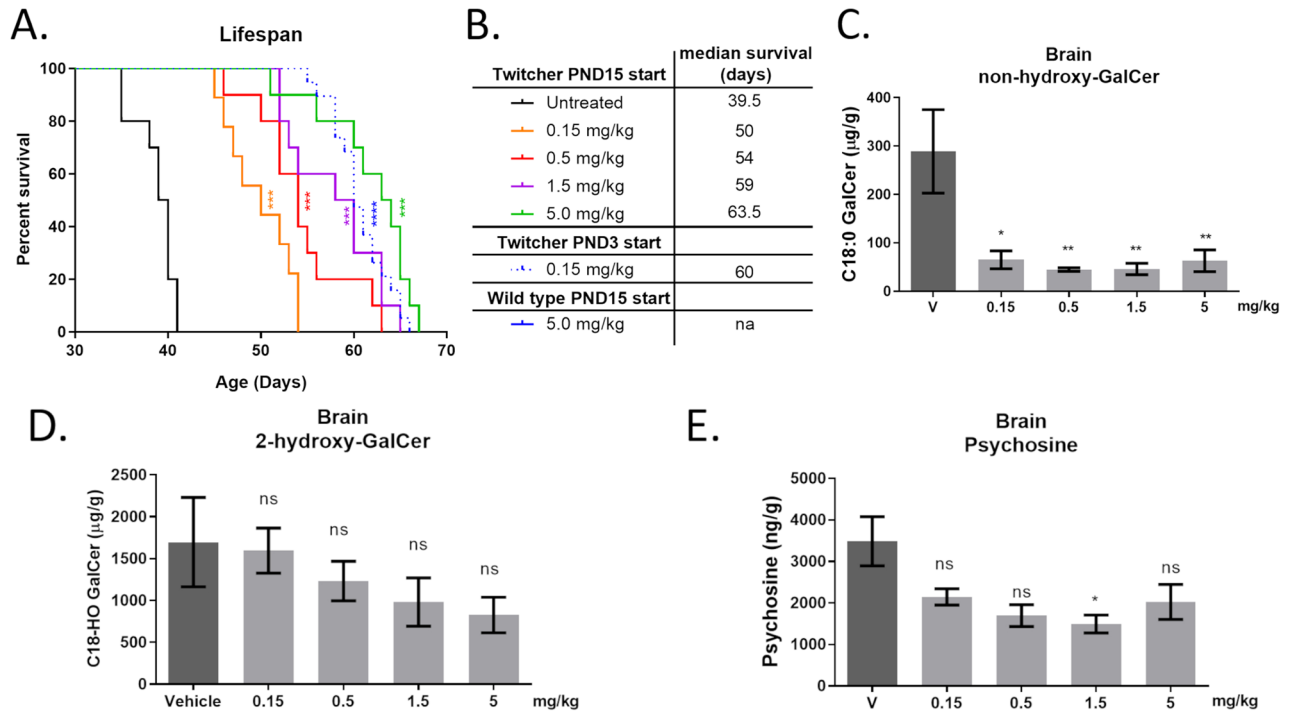 A.
Lifespan
Percent survival
100
80
60
40
20
0
30 40 50 60 70
Age (Days)
***
***
***
****
***
B.
median survival
(days)
Twitcher PND15 start
Untreated 39.5
0.15 mg/kg 50
0.5 mg/kg 54
1.5 mg/kg 59
5.0 mg/kg 63.5
Twitcher PND3 start
0.15 mg/kg 60
Wild type PND15 start
5.0 mg/kg na
C.
Brain
non-hydroxy-GalCer
C18:0 GalCer (µg/g)
400
300
200
100
0
* ** ** **
V 0.15 0.5 1.5 5 mg/kg
D.
Brain
2-hydroxy-GalCer
C18-HO GalCer (µg/g)
2500
2000
1500
1000
500
0
ns ns ns ns
Vehicle 0.15 0.5 1.5 5 mg/kg
E.
Brain
Psychosine
Psychosine (ng/g)
5000
4000
3000
2000
1000
0
ns ns * ns
V 0.15 0.5 1.5 5 mg/kg